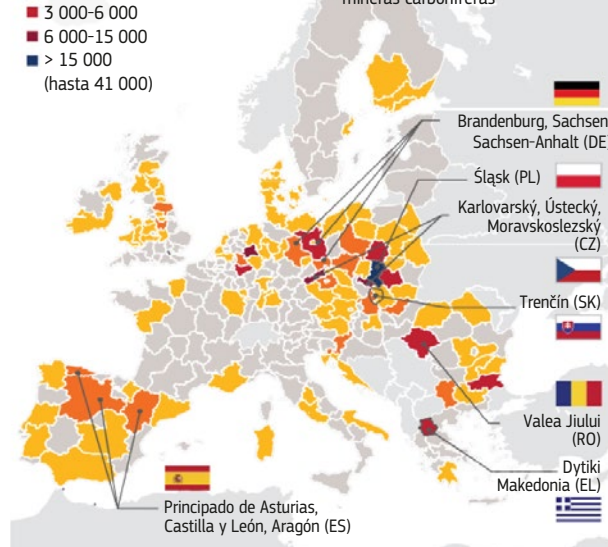 mineras carboníferas
3 000-6 000
6 000-15 000
> 15 000
(hasta 41 000)
Brandenburg, Sachsen
Sachsen-Anhalt (DE)
Śląsk (PL)
Karlovarský, Ústecký,
Moravskoslezský
(CZ)
Trenčín (SK)
Valea Jiului
(RO)
Dytiki
Makedonia (EL)
Principado de Asturias,
Castilla y León, Aragón (ES)